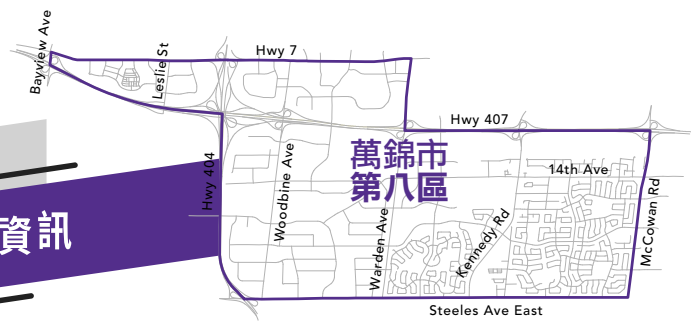 Bayview Ave
Leslie St
Hwy 7
Hwy 407
萬錦市
第八區
14th Ave
Hwy 404
Woodbine Ave
Warden Ave
Kennedy Rd
McCowan Rd
資訊
Steeles Ave East